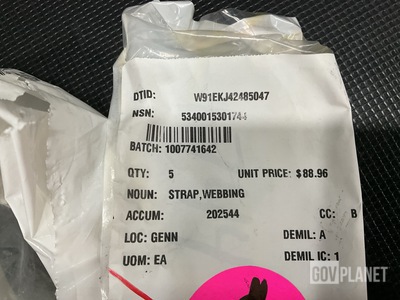 DTID: W91EKJ42485047
NSN: 5340015301744
BATCH: 1007741642
QTY: 5 UNIT PRICE: $88.96
NOUN: STRAP,WEBBING
ACCUM: 202544 CC: B
LOC: GENN DEMIL: A
UOM: EA DEMIL IC: 1
GOVPLANET